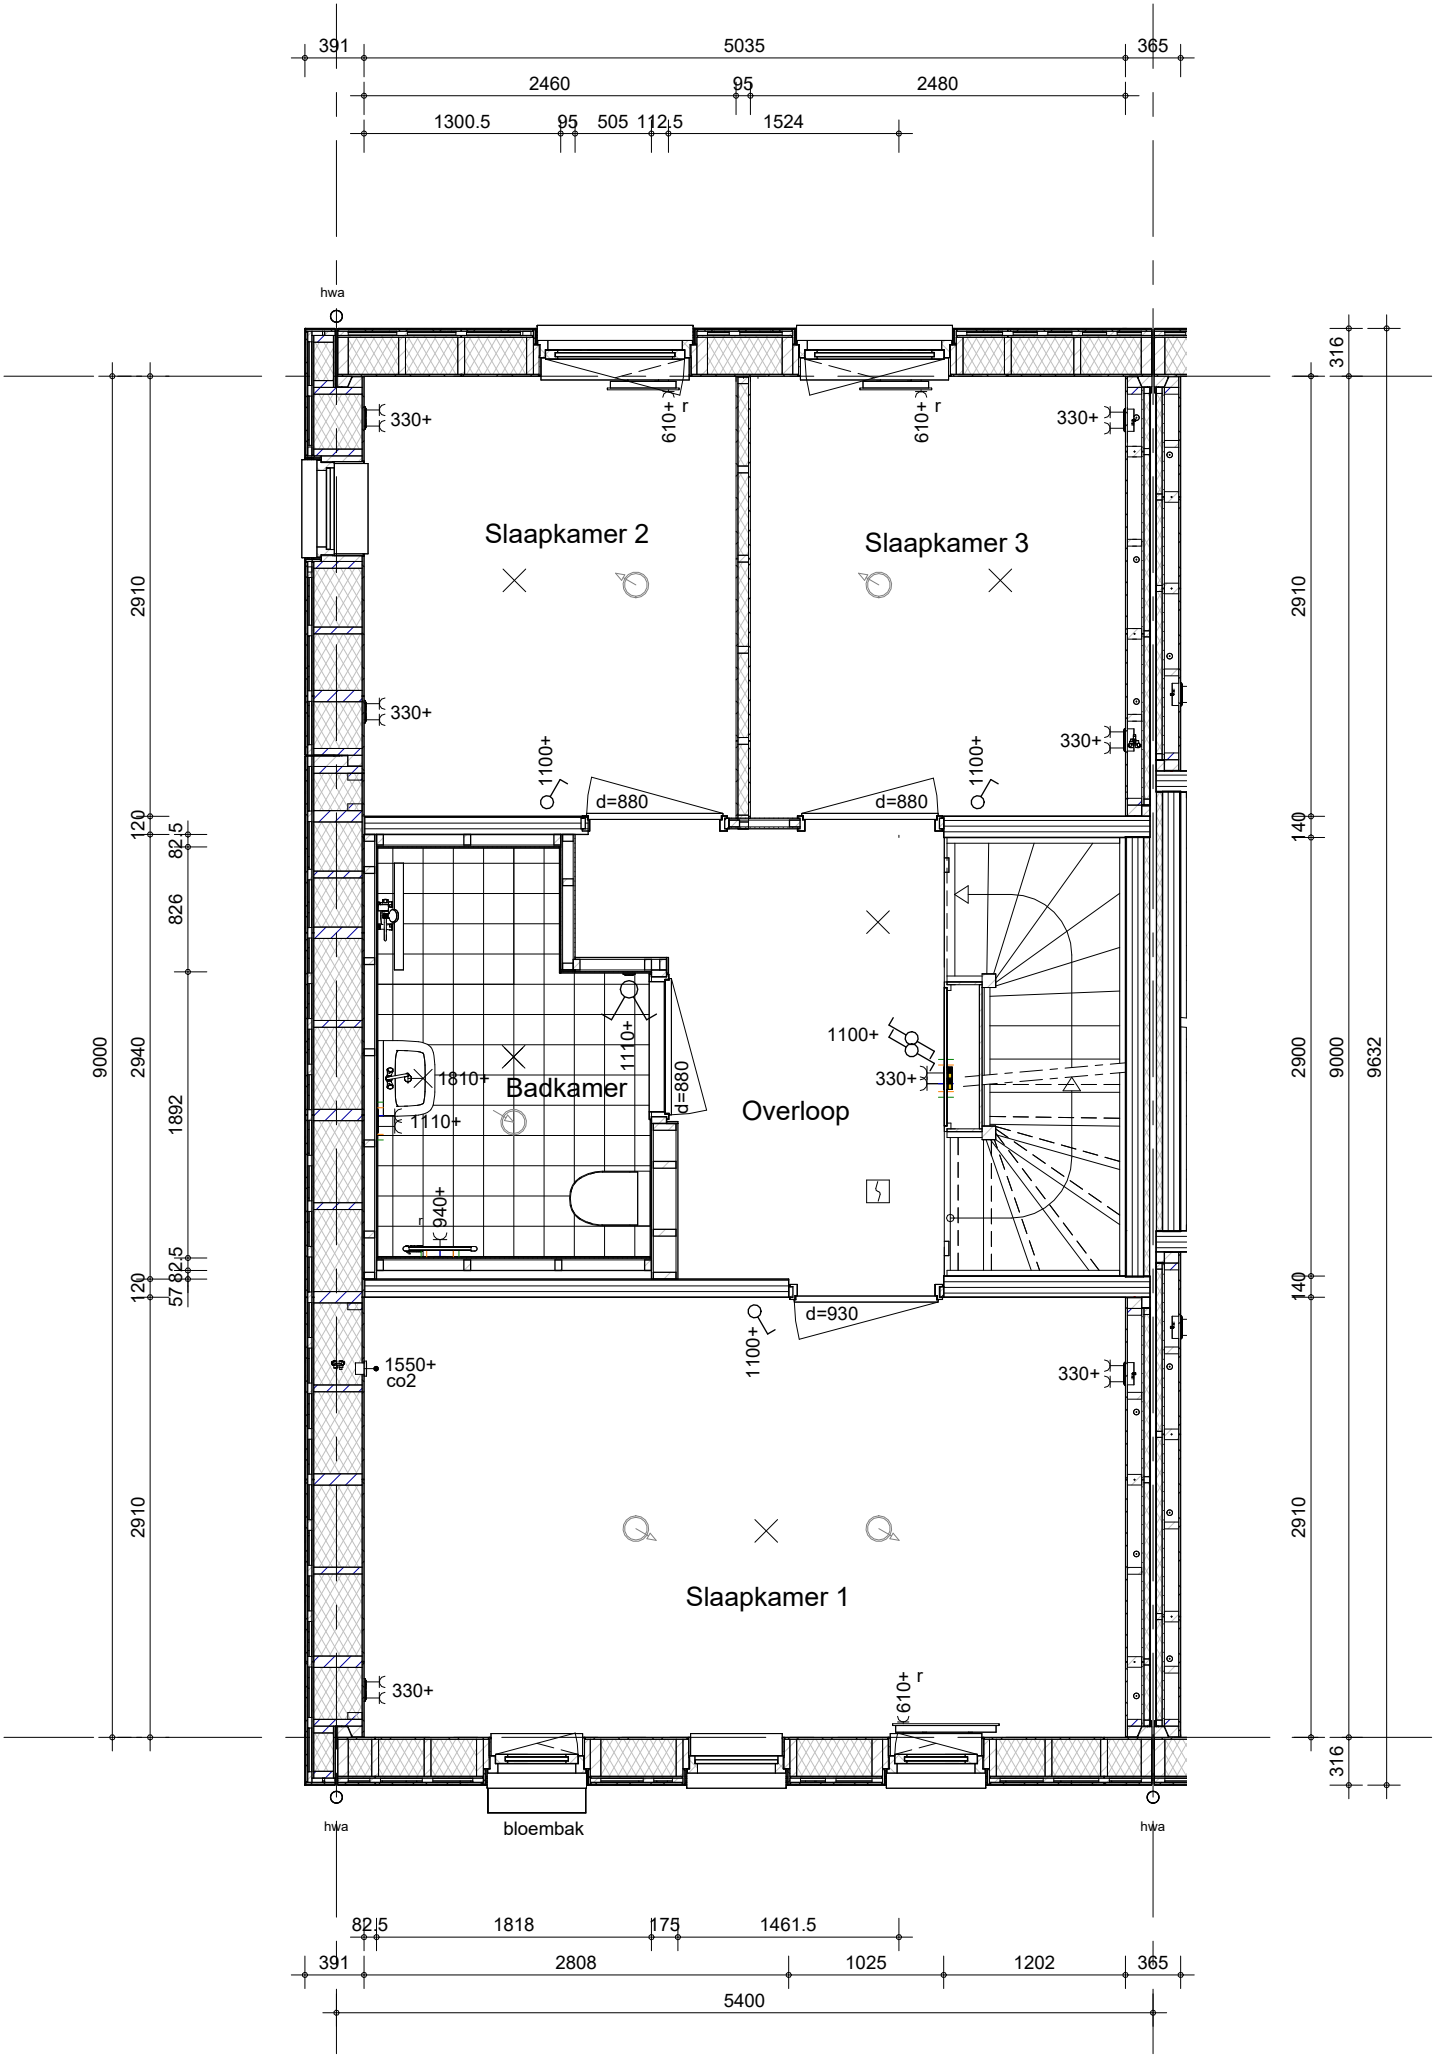 391 5035 365
2460 95 2480
1300.5 95 505 112.5 1524
hwa
316
330+ 610+ r 610+ r 330+
Slaapkamer 2 Slaapkamer 3
2910 2910
330+ 330+
1100+ 1100+
d=880 d=880
120 82.5 140
826
1100+
1110+
9000 2940 2900 9000 9632
1810+ Badkamer d=880 330+
1892 1110+ Overloop
940+ r
82.5
57
120 140
d=930
1100+
1550+
co2
330+
2910 2910
Slaapkamer 1
330+ 610+ r
316
hwa bloembak hwa
82.5 1818 175 1461.5
391 2808 1025 1202 365
5400